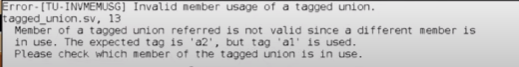 Error-[TU-INVMEMUSG] Invalid member usage of a tagged union.
tagged_union.sv, 13
Member of a tagged union referred is not valid since a different member is
in use. The expected tag is 'a2', but tag 'a1' is used.
Please check which member of the tagged union is in use.